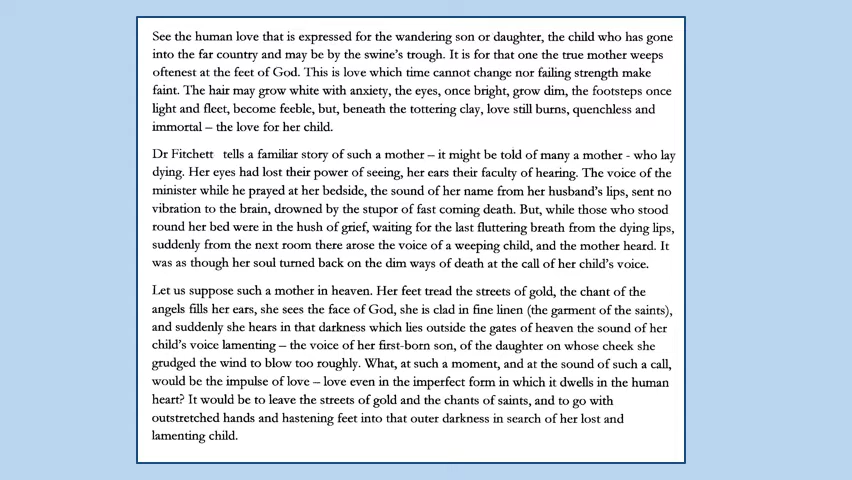 See the human love that is expressed for the wandering son or daughter, the child who has gone
into the far country and may be by the swine's trough. It is for that one the true mother weeps
oftenest at the feet of God. This is love which time cannot change nor failing strength make
faint. The hair may grow white with anxiety, the eyes, once bright, grow dim, the footsteps once
light and fleet, become feeble, but, beneath the tottering clay, love still burns, quenchless and
immortal – the love for her child.
Dr Fitchett tells a familiar story of such a mother – it might be told of many a mother - who lay
dying. Her eyes had lost their power of seeing, her ears their faculty of hearing. The voice of the
minister while he prayed at her bedside, the sound of her name from her husband's lips, sent no
vibration to the brain, drowned by the stupor of fast coming death. But, while those who stood
round her bed were in the hush of grief, waiting for the last fluttering breath from the dying lips,
suddenly from the next room there arose the voice of a weeping child, and the mother heard. It
was as though her soul turned back on the dim ways of death at the call of her child's voice.
Let us suppose such a mother in heaven. Her feet tread the streets of gold, the chant of the
angels fills her ears, she sees the face of God, she is clad in fine linen (the garment of the saints),
and suddenly she hears in that darkness which lies outside the gates of heaven the sound of her
child's voice lamenting – the voice of her first-born son, of the daughter on whose cheek she
grudged the wind to blow too roughly. What, at such a moment, and at the sound of such a call,
would be the impulse of love – love even in the imperfect form in which it dwells in the human
heart? It would be to leave the streets of gold and the chants of saints, and to go with
outstretched hands and hastening feet into that outer darkness in search of her lost and
lamenting child.